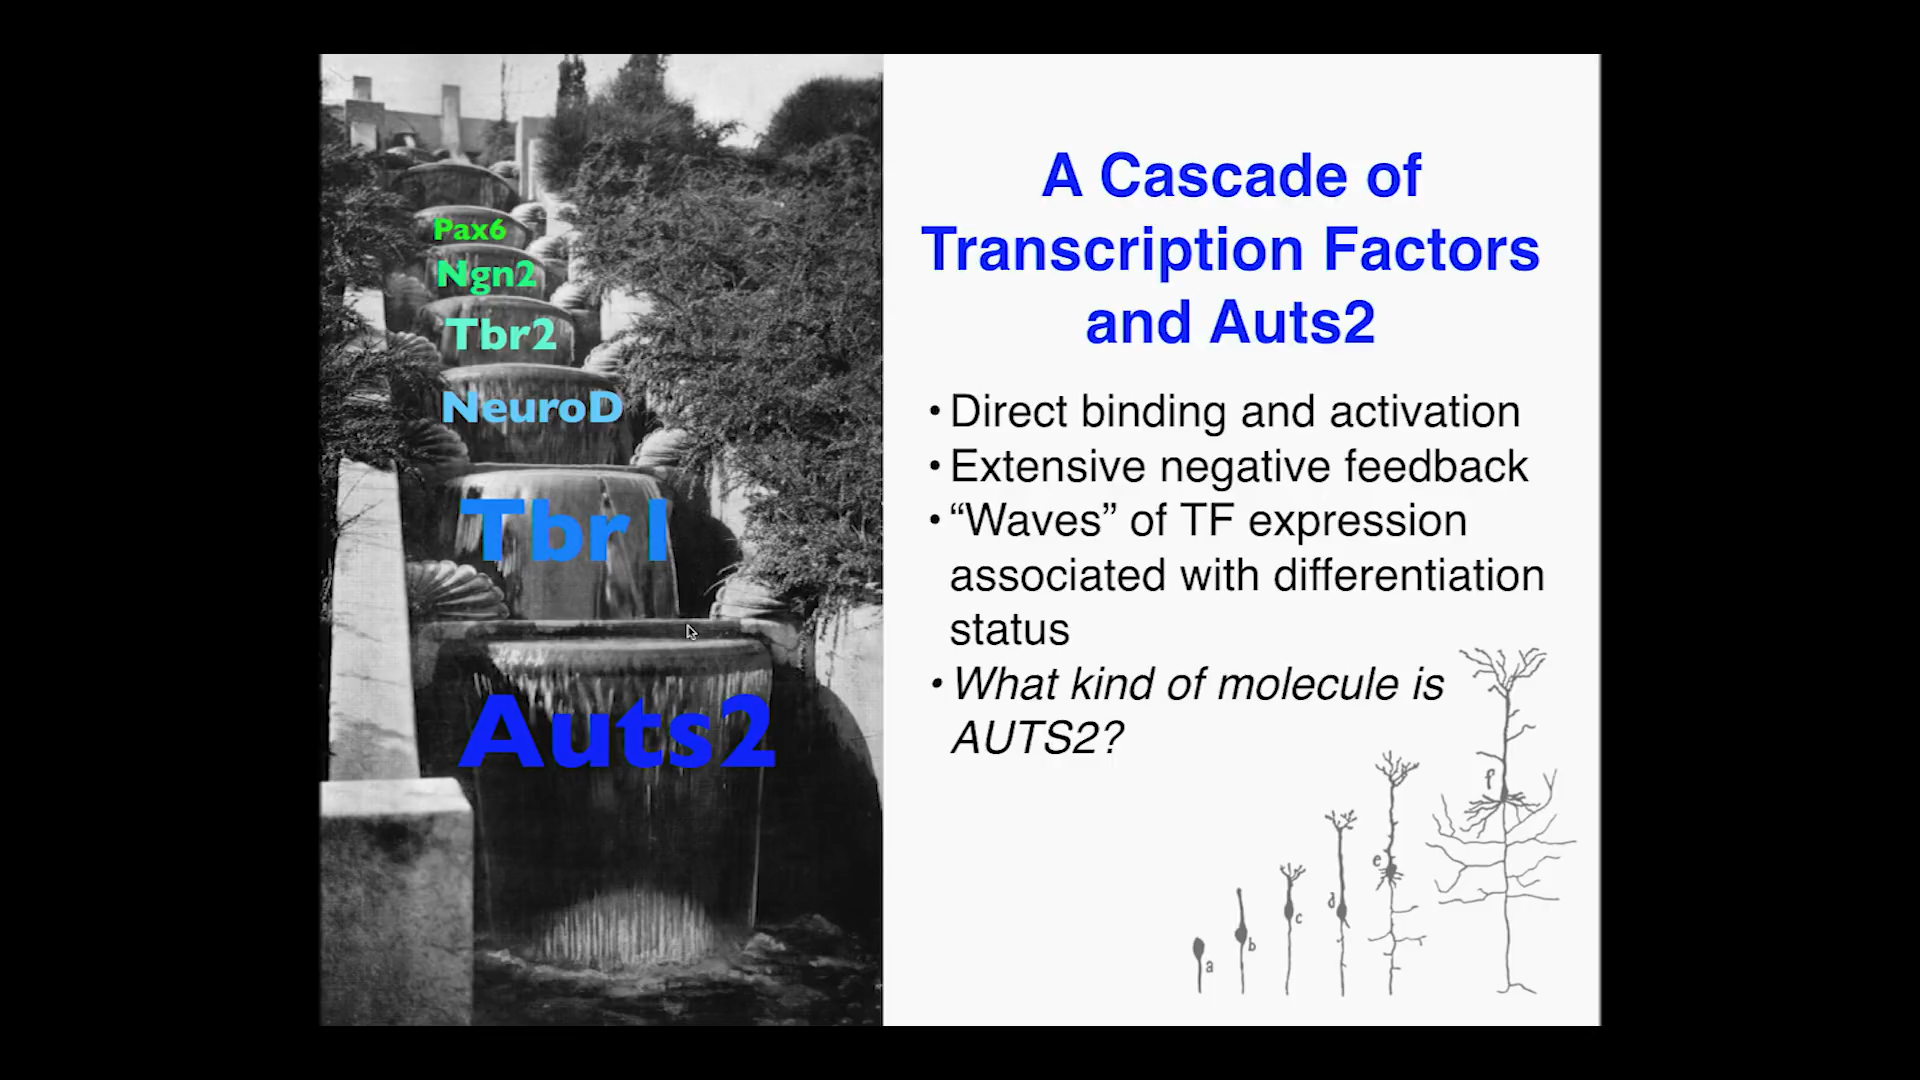 Pax6
Ngn2
Tbr2
NeuroD
Tbr1
Auts2
A Cascade of
Transcription Factors
and Auts2
• Direct binding and activation
• Extensive negative feedback
• “Waves” of TF expression
associated with differentiation
status
• What kind of molecule is
AUTS2?
a
b
c
d
e
f